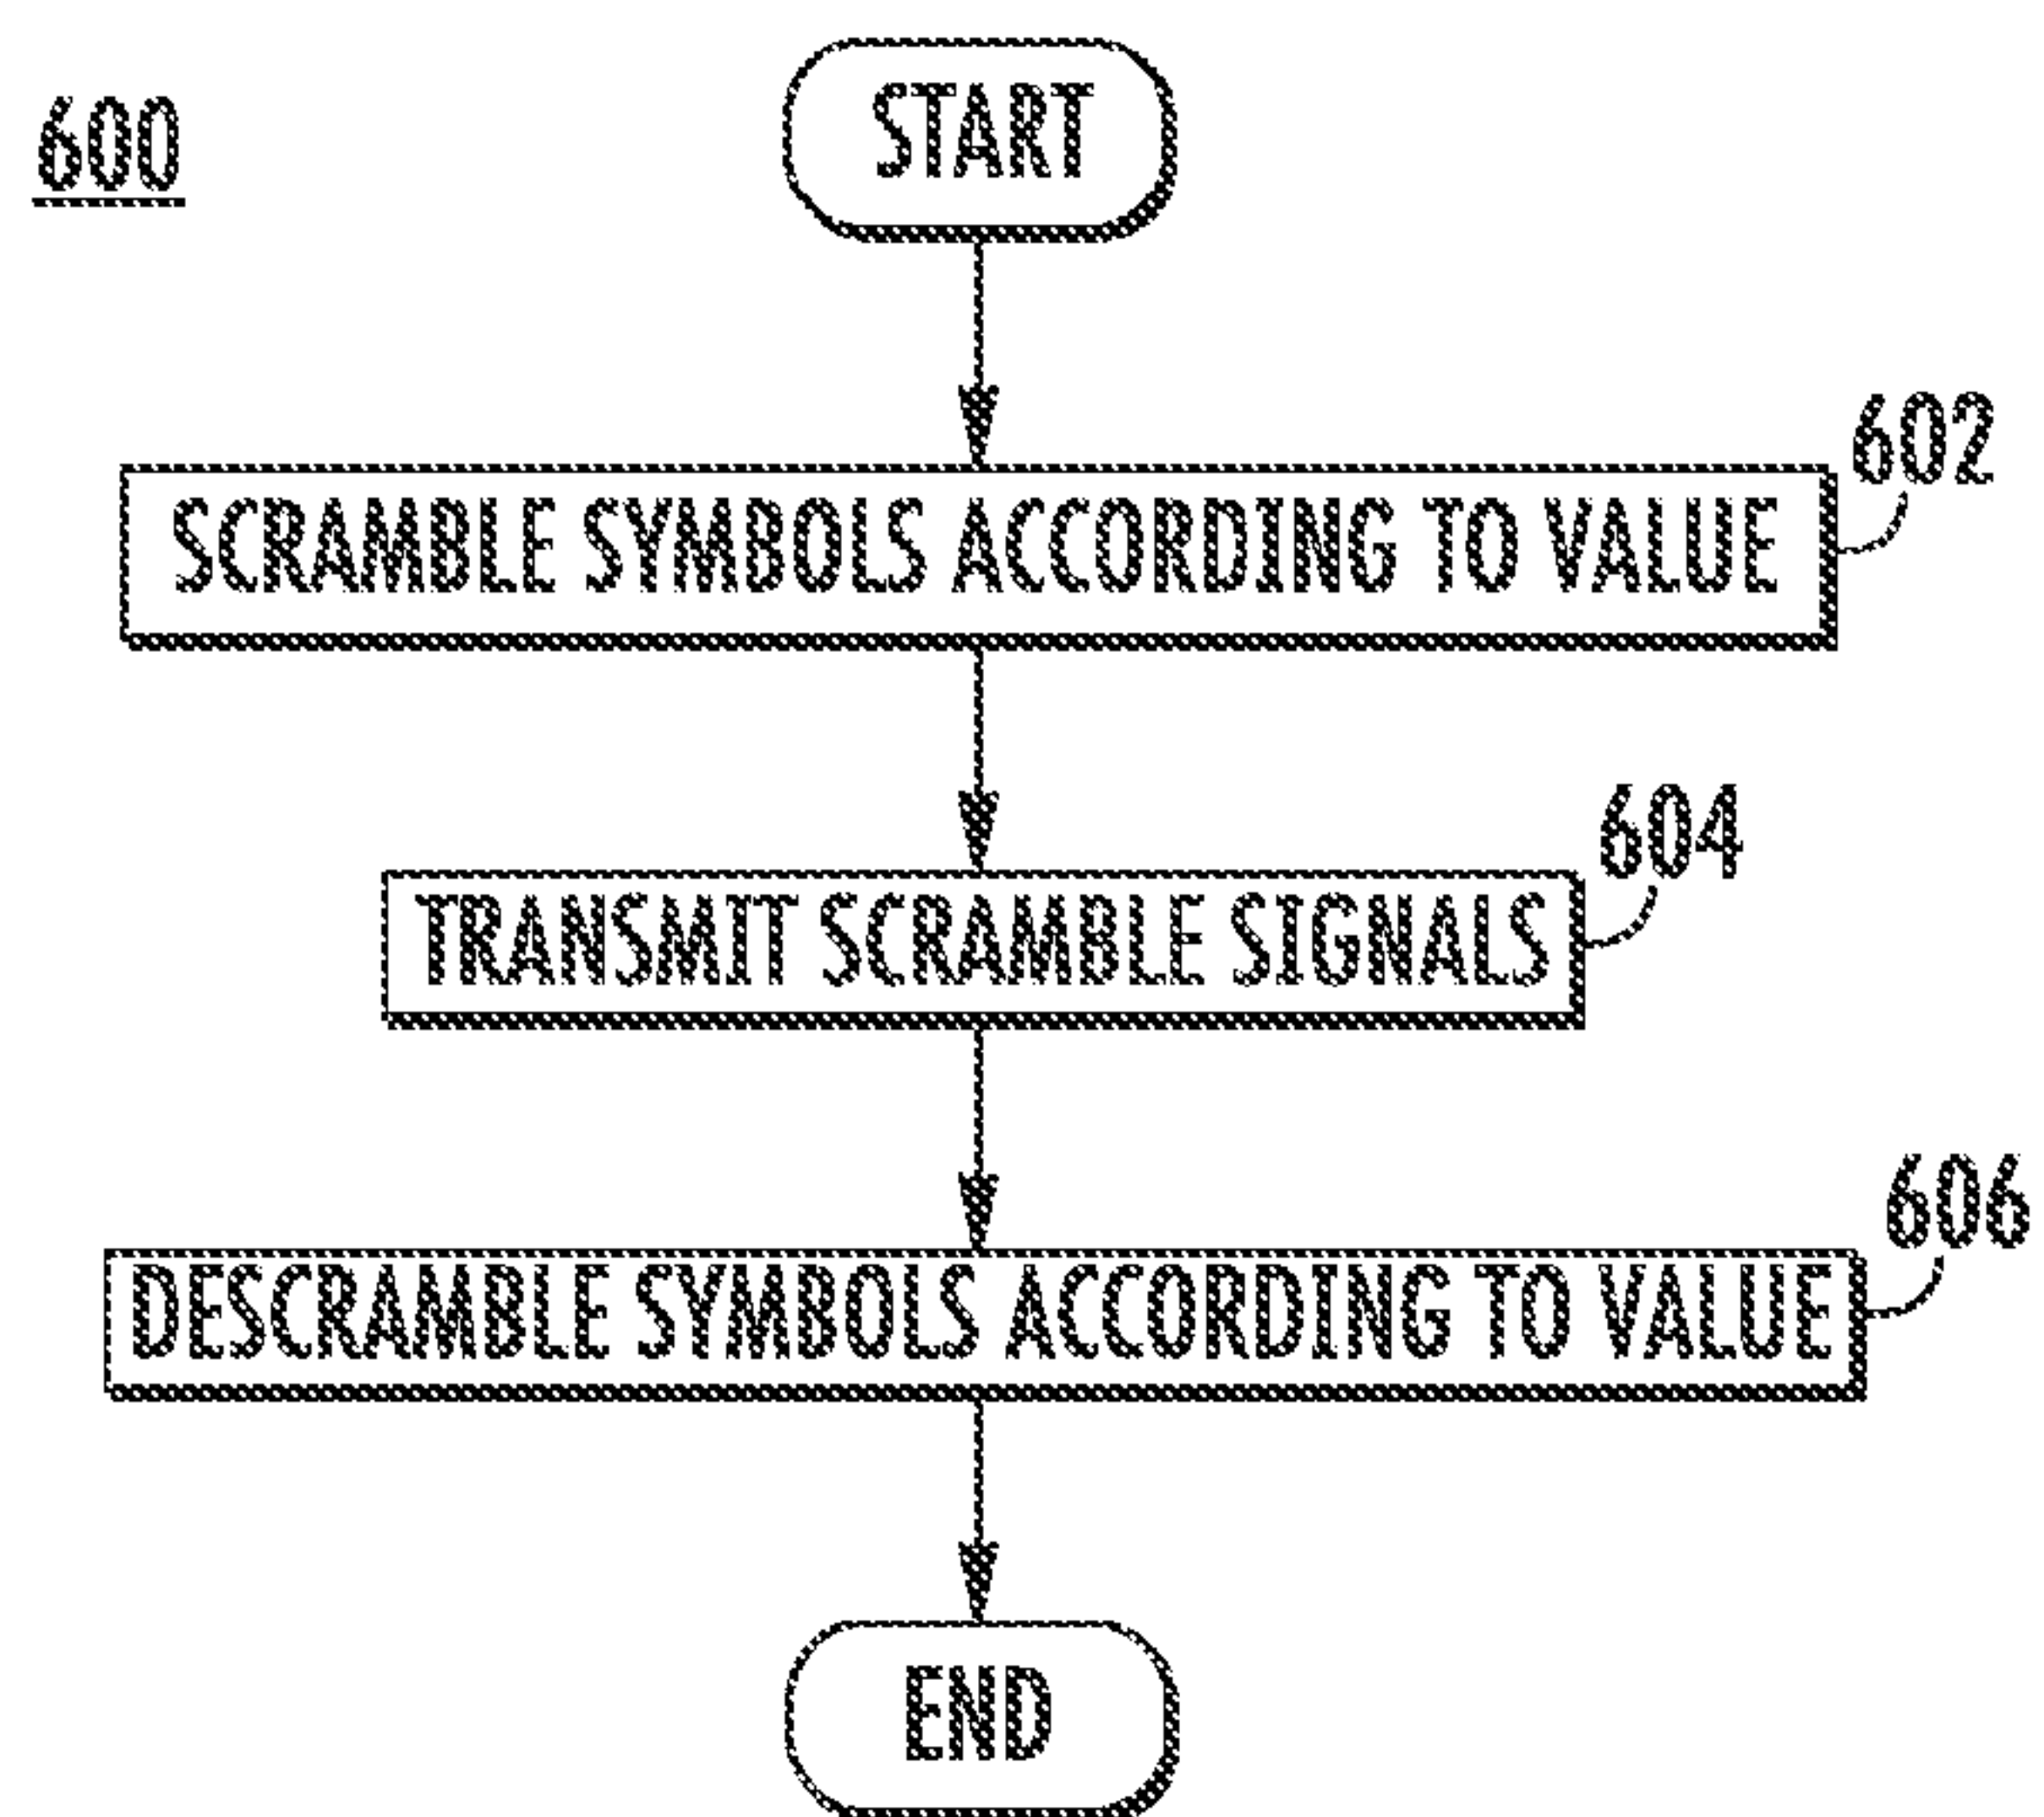 600
START
602
SCRAMBLE SYMBOLS ACCORDING TO VALUE
604
TRANSMIT SCRAMBLE SIGNALS
606
DESCRAMBLE SYMBOLS ACCORDING TO VALUE
END